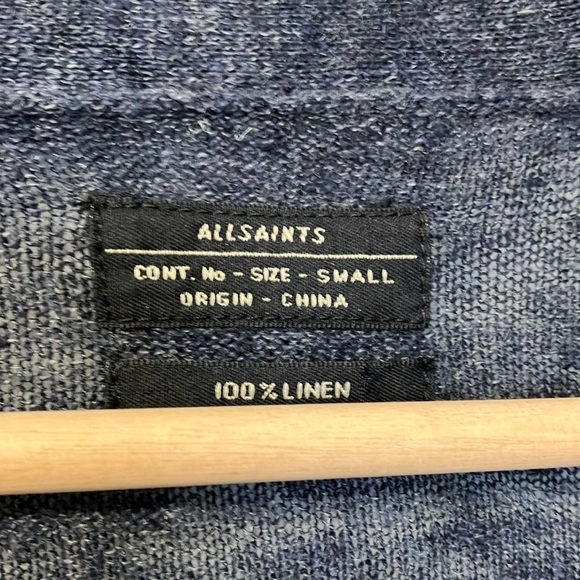 ALLSAINTS
CONT. No - SIZE - SMALL
ORIGIN - CHINA
100% LINEN